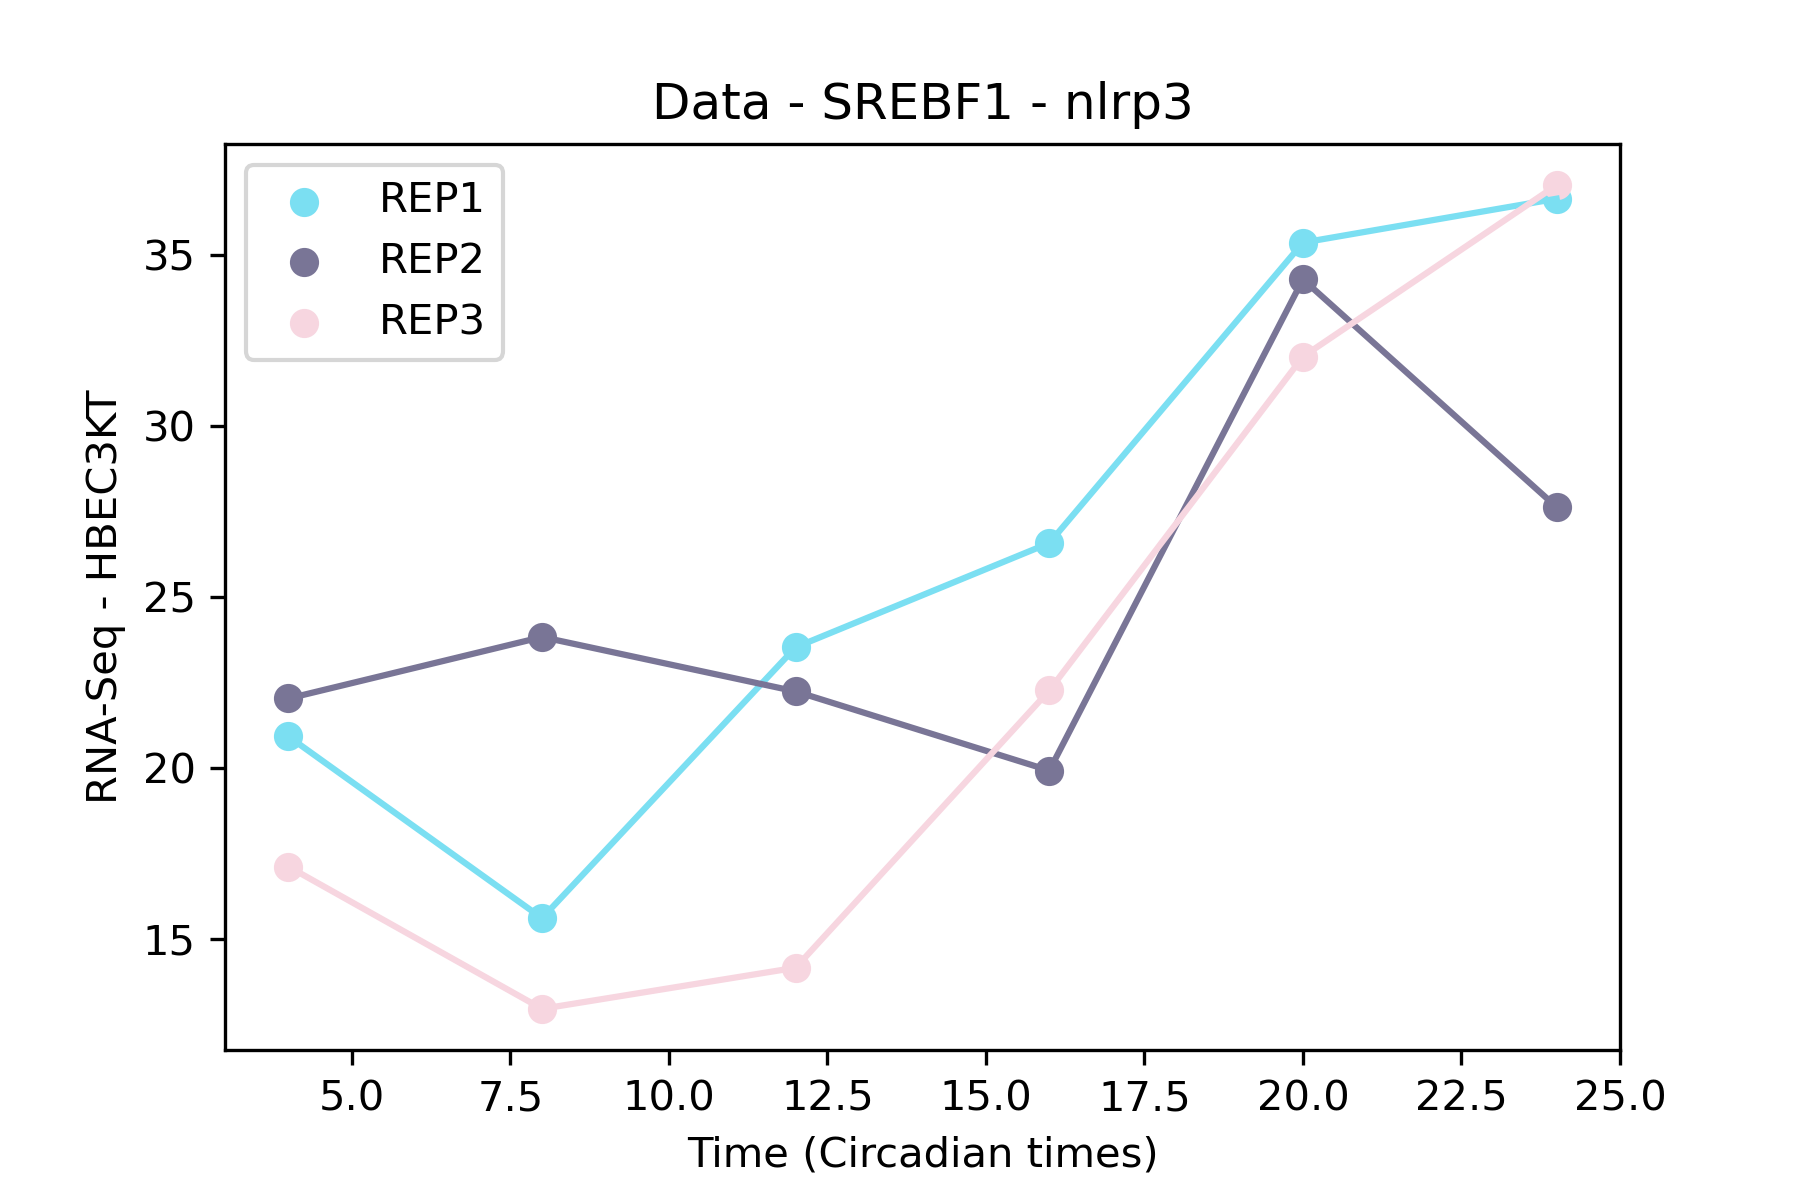 Data - SREBF1 - nlrp3
REP1
REP2
REP3
RNA-Seq - HBEC3KT
35
30
25
20
15
5.0 7.5 10.0 12.5 15.0 17.5 20.0 22.5 25.0
Time (Circadian times)